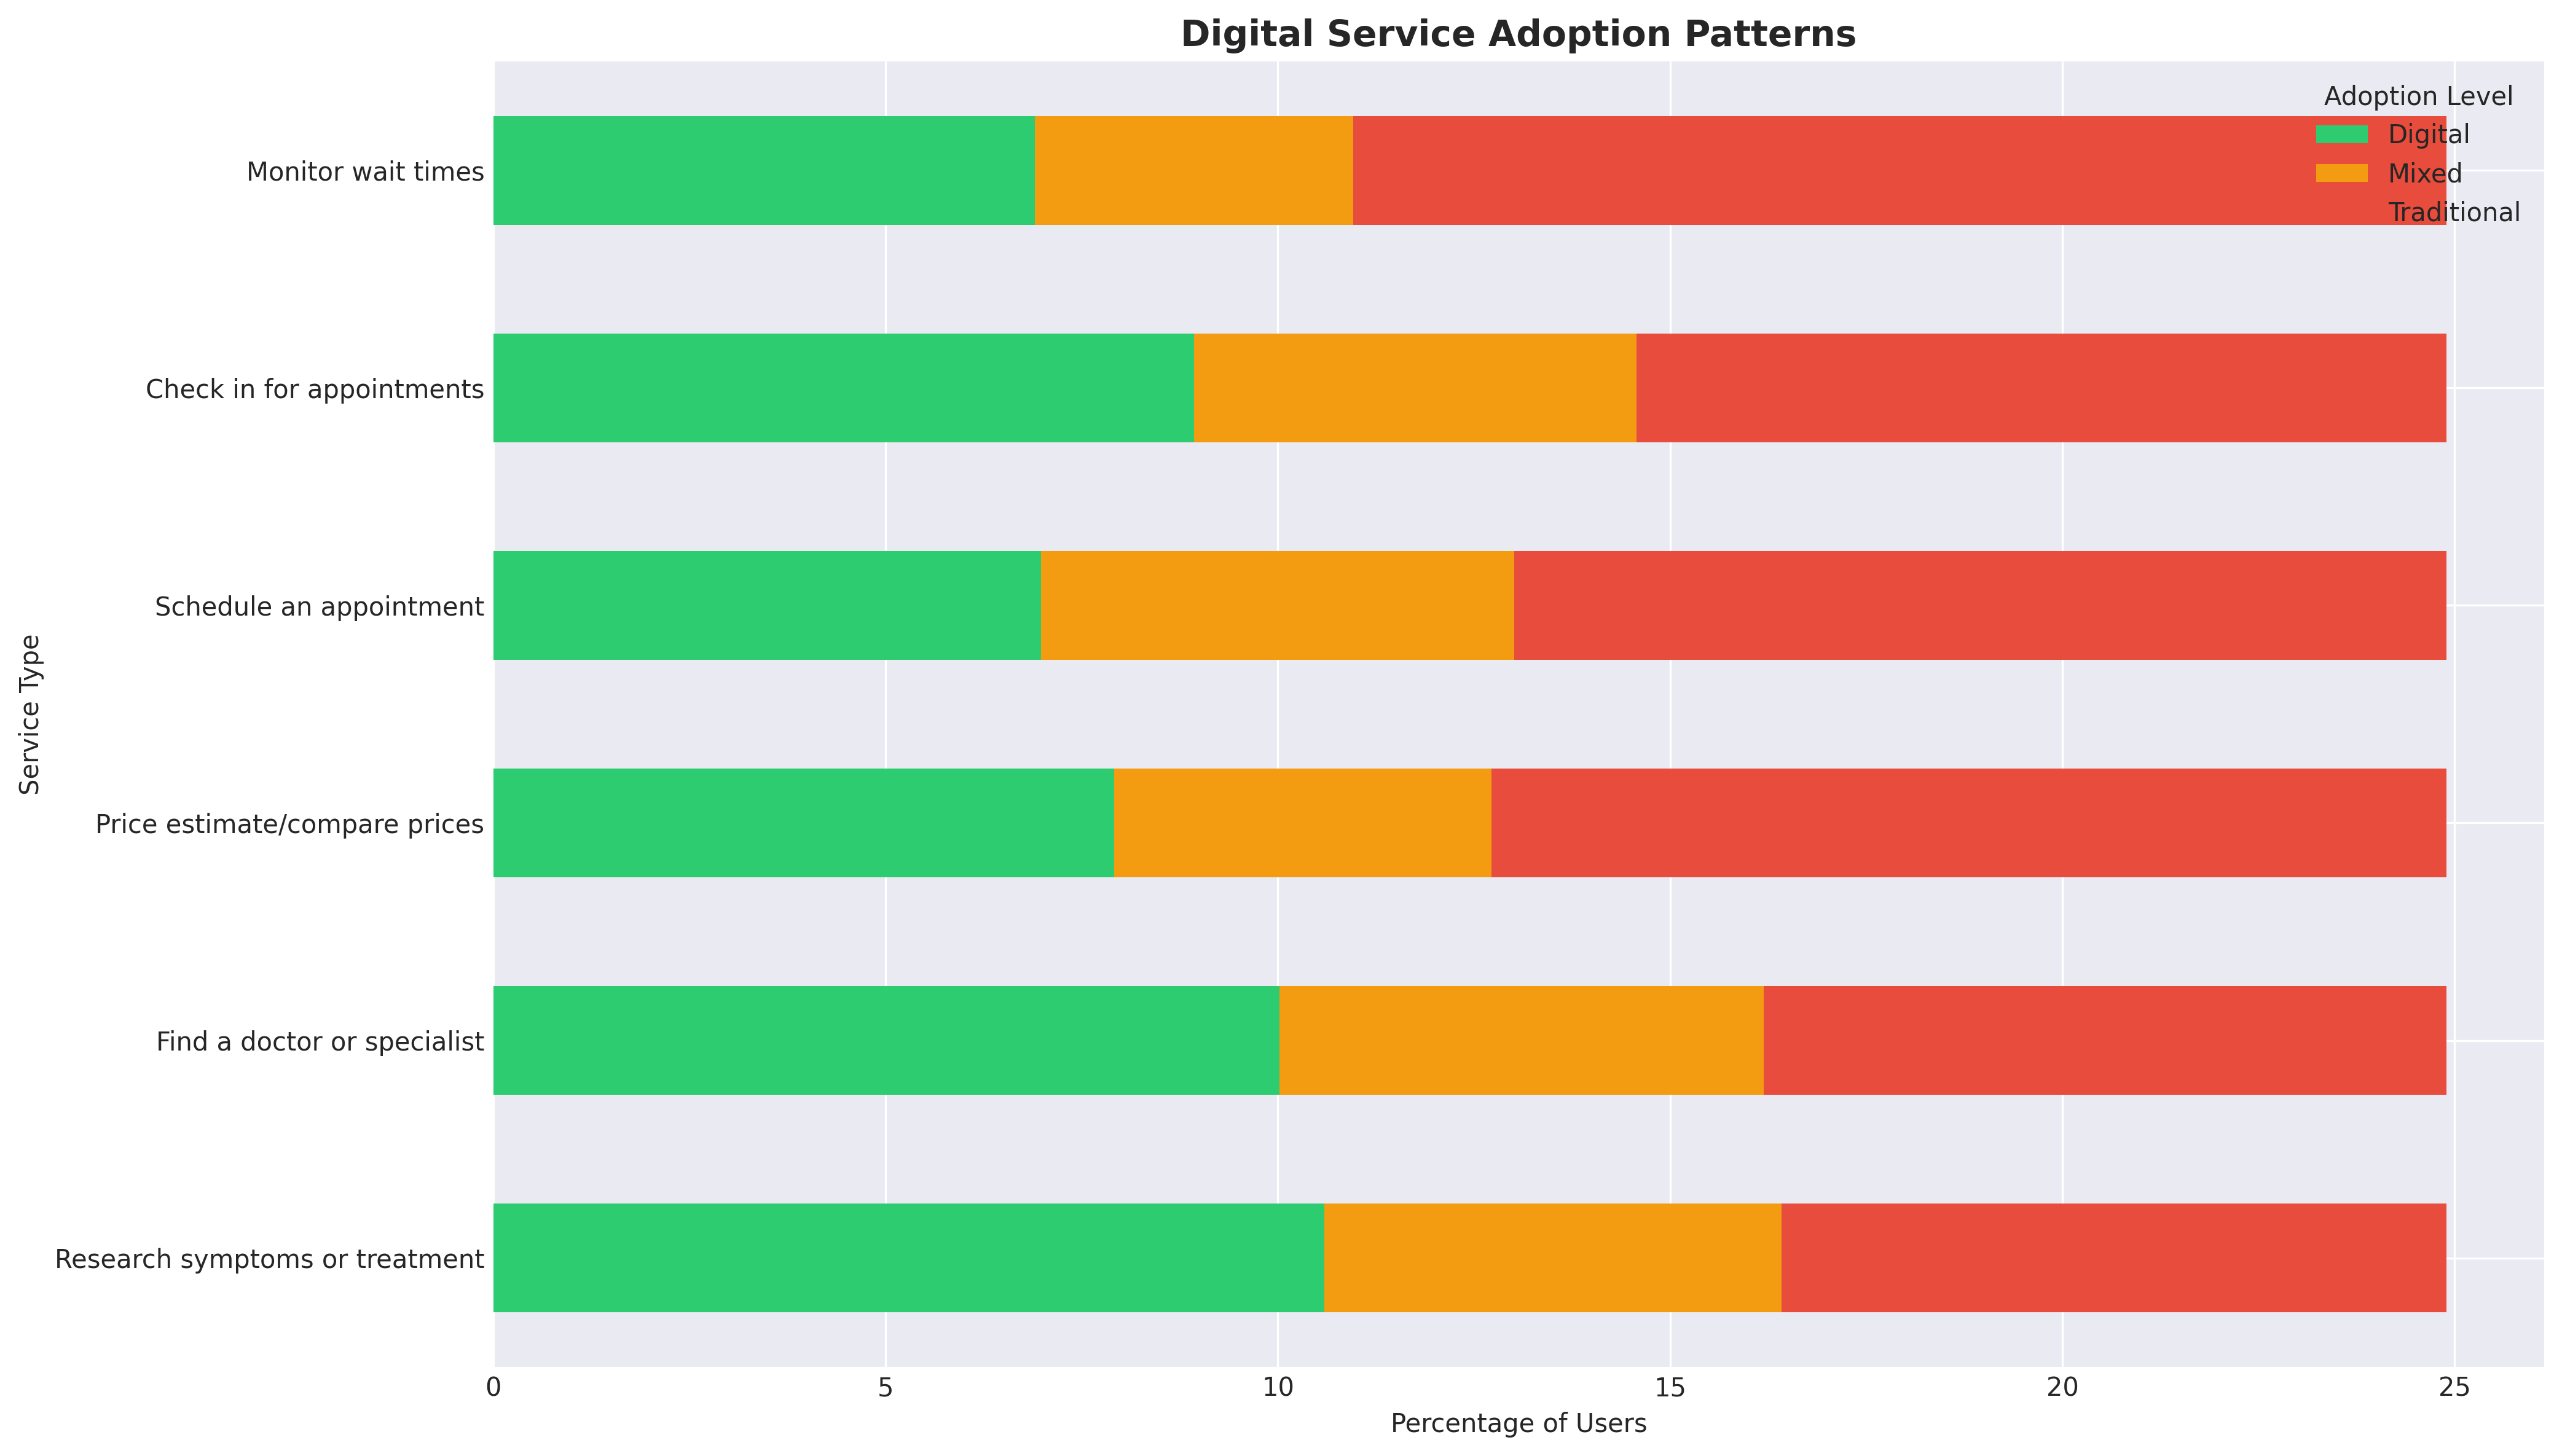 Digital Service Adoption Patterns
Adoption Level
Digital
Mixed
Traditional
Monitor wait times
Check in for appointments
Schedule an appointment
Price estimate/compare prices
Find a doctor or specialist
Research symptoms or treatment
Service Type
0 5 10 15 20 25
Percentage of Users